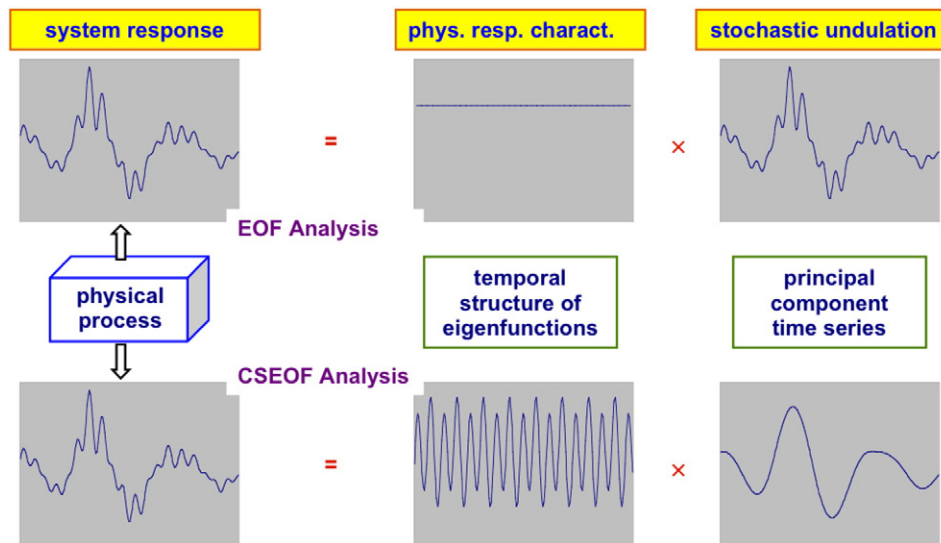 system response
phys. resp. charact.
stochastic undulation
=
×
EOF Analysis
physical
process
temporal
structure of
eigenfunctions
principal
component
time series
CSEOF Analysis
=
×